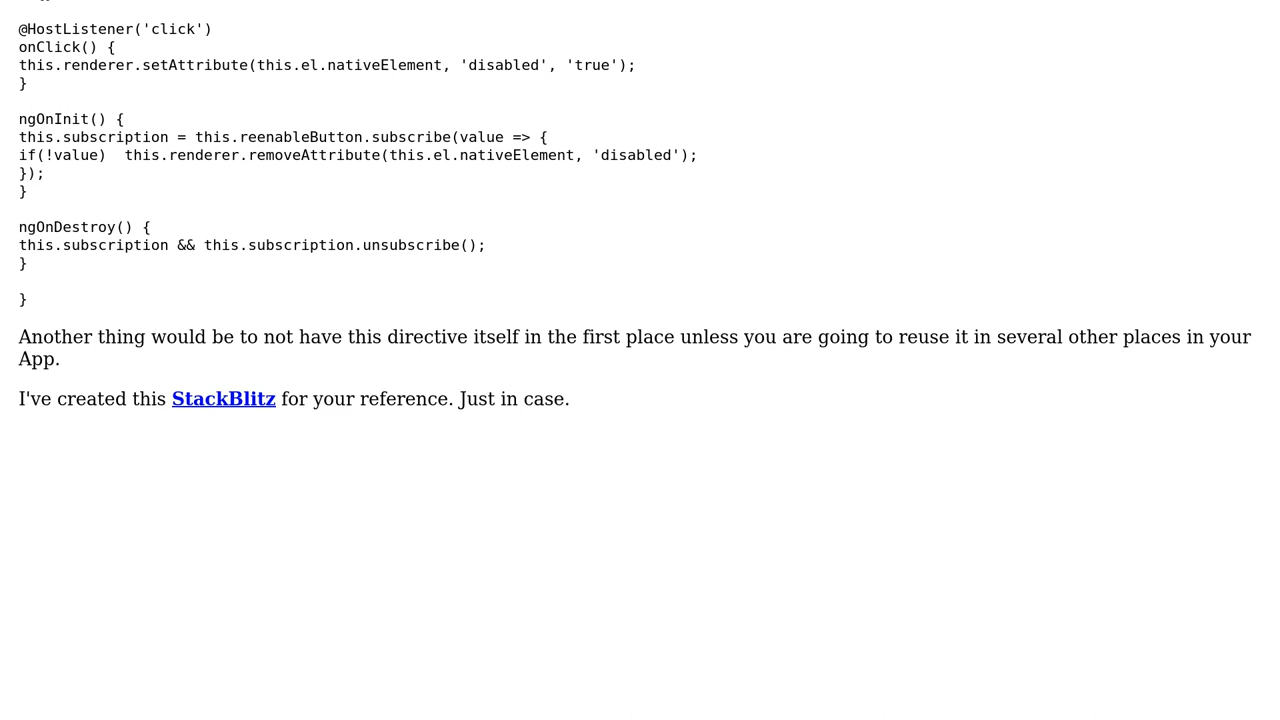 @HostListener('click')
onClick() {
this.renderer.setAttribute(this.el.nativeElement, 'disabled', 'true');
}
ngOnInit() {
this.subscription = this.reenableButton.subscribe(value => {
if(!value)  this.renderer.removeAttribute(this.el.nativeElement, 'disabled');
});
}
ngOnDestroy() {
this.subscription && this.subscription.unsubscribe();
}
}
Another thing would be to not have this directive itself in the first place unless you are going to reuse it in several other places in your
App.
I've created this StackBlitz for your reference. Just in case.